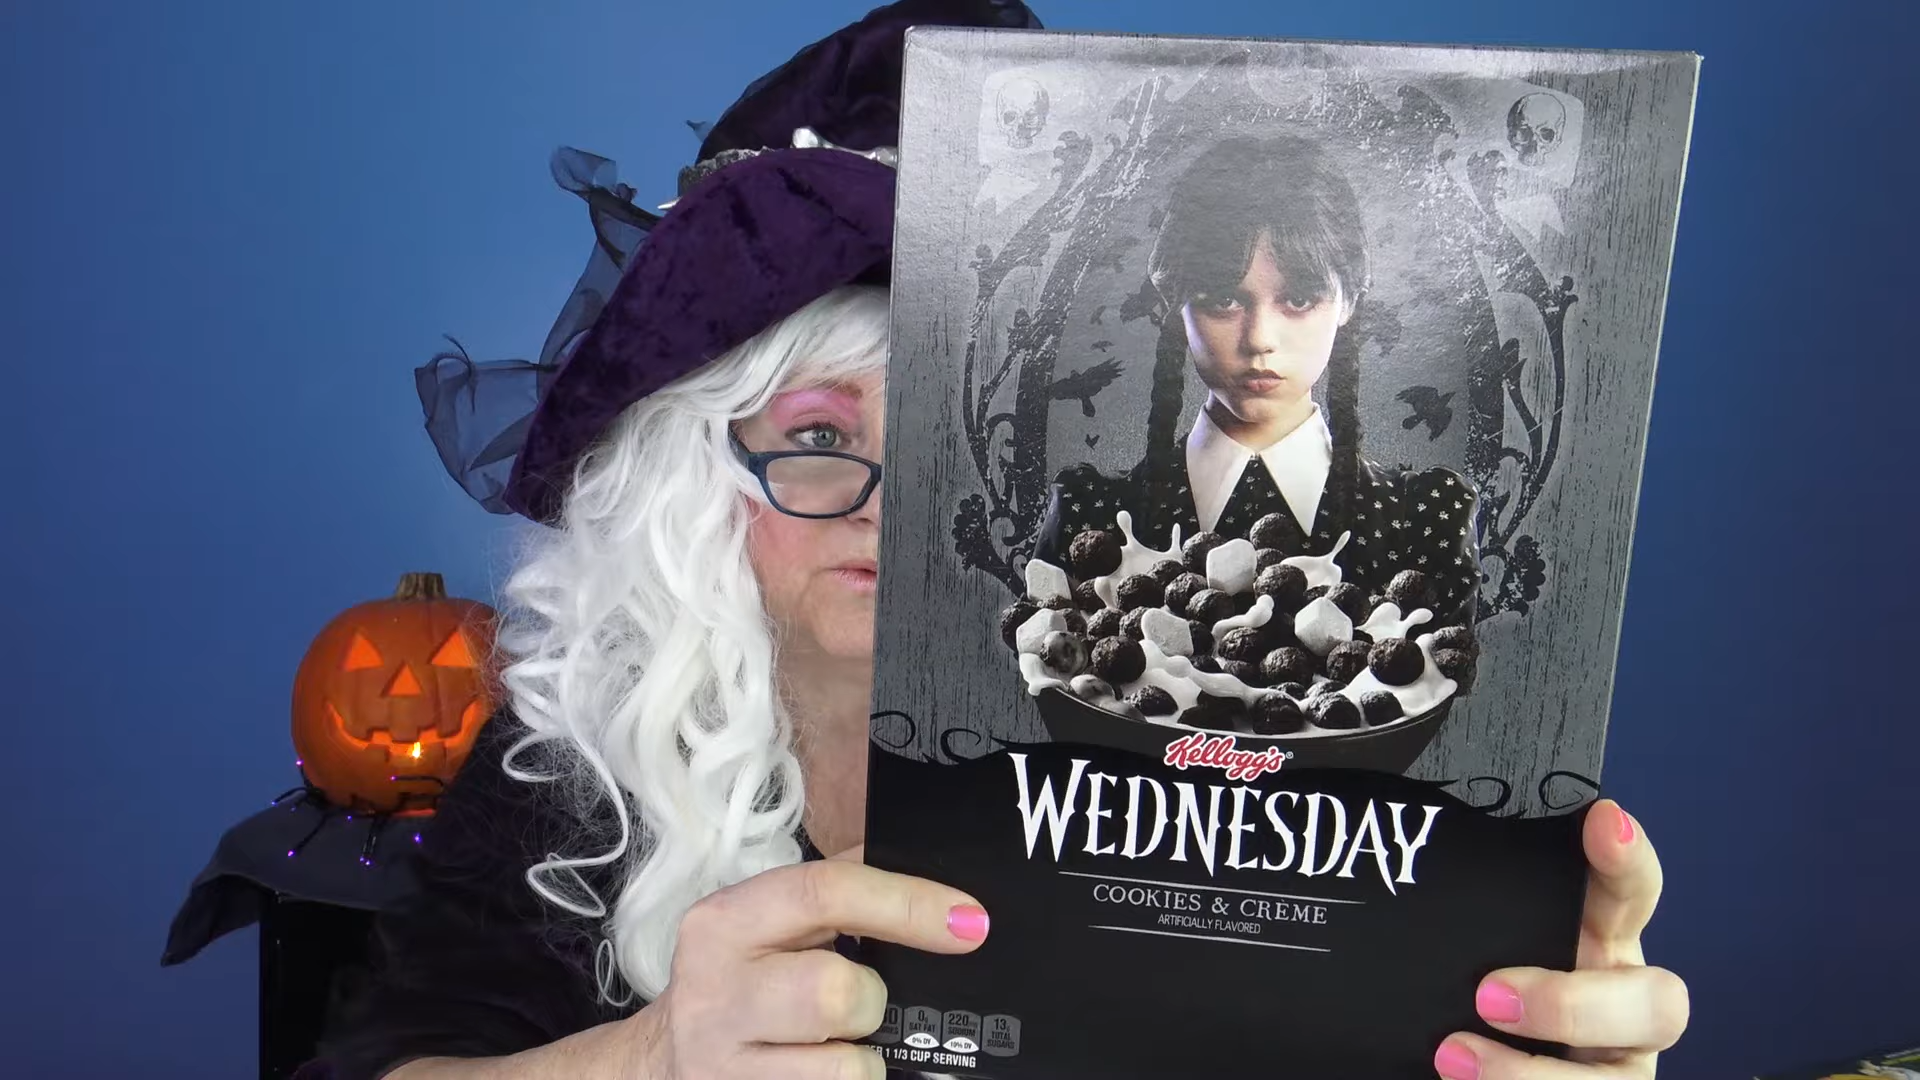 Kellogg's
WEDNESDAY
COOKIES & CRÈME
ARTIFICIALLY FLAVORED
0g 220mg 13g
SAT FAT SODIUM TOTAL
SUGARS
0% DV 10% DV
1 1/3 CUP SERVING